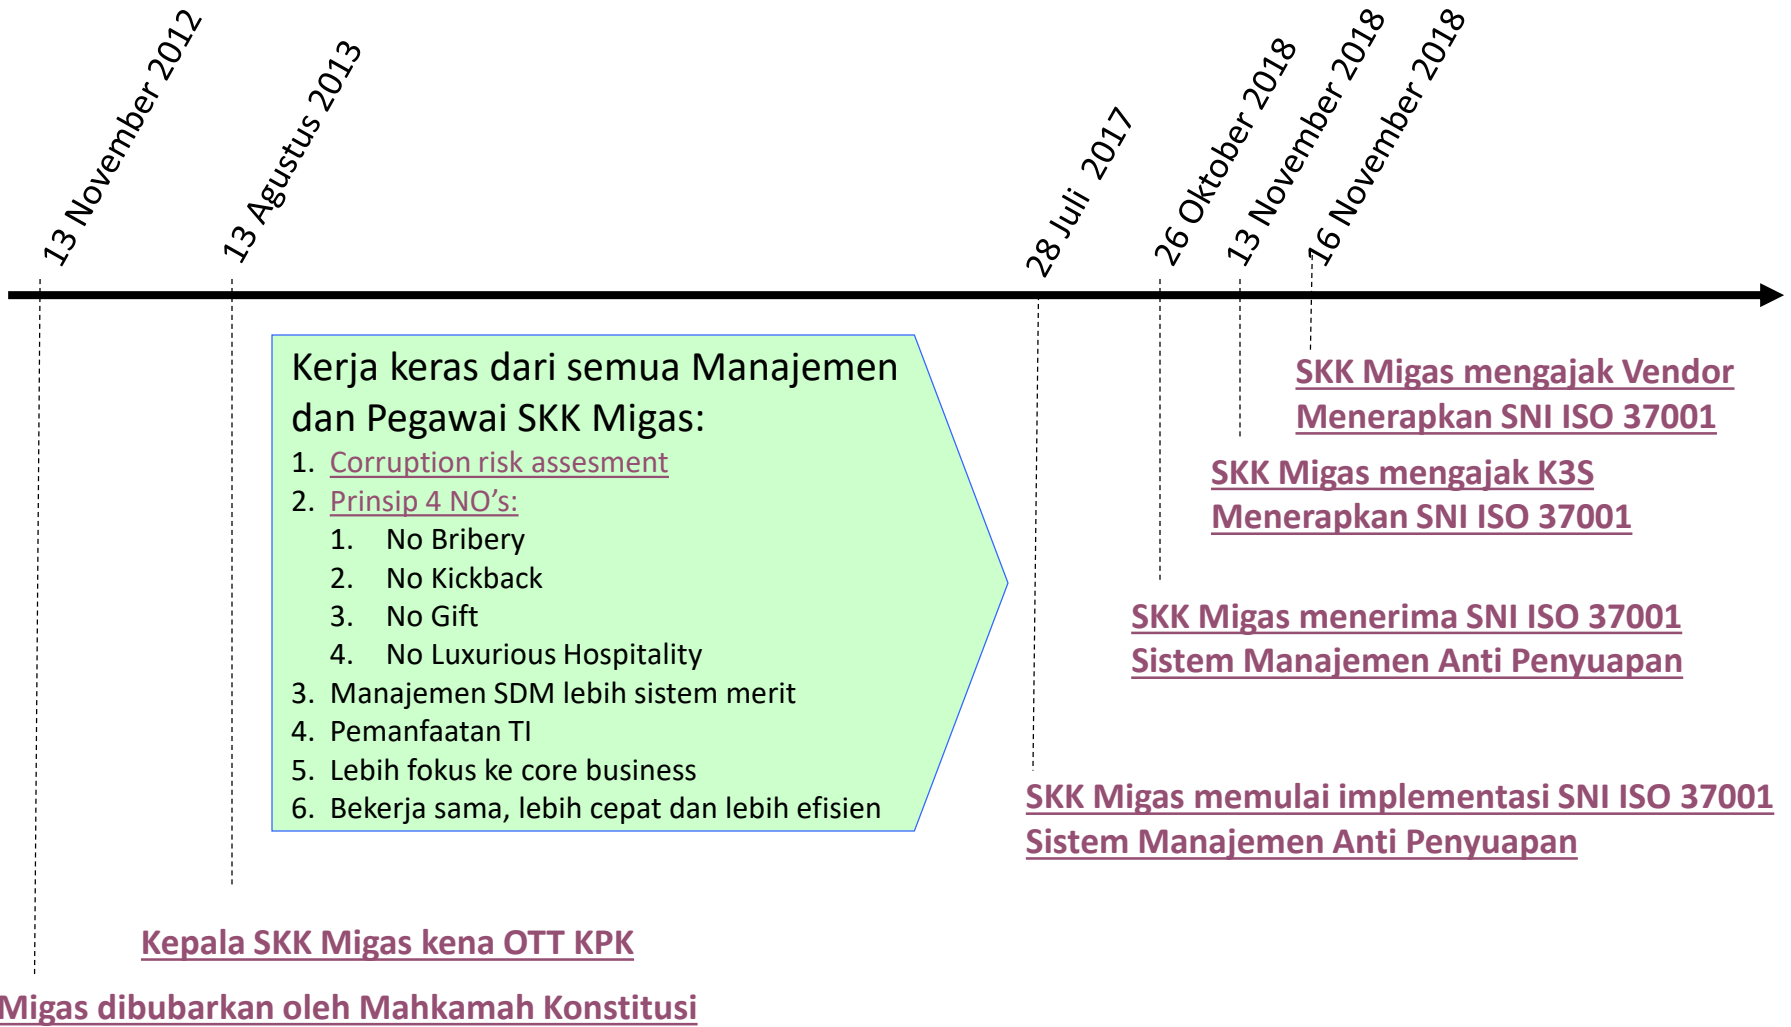 13 November 2012
13 Agustus 2013
28 Juli 2017
26 Oktober 2018
13 November 2018
16 November 2018
Kerja keras dari semua Manajemen
dan Pegawai SKK Migas:
1. Corruption risk assesment
2. Prinsip 4 NO’s:
1. No Bribery
2. No Kickback
3. No Gift
4. No Luxurious Hospitality
3. Manajemen SDM lebih sistem merit
4. Pemanfaatan TI
5. Lebih fokus ke core business
6. Bekerja sama, lebih cepat dan lebih efisien
SKK Migas mengajak Vendor
Menerapkan SNI ISO 37001
SKK Migas mengajak K3S
Menerapkan SNI ISO 37001
SKK Migas menerima SNI ISO 37001
Sistem Manajemen Anti Penyuapan
SKK Migas memulai implementasi SNI ISO 37001
Sistem Manajemen Anti Penyuapan
Kepala SKK Migas kena OTT KPK
Migas dibubarkan oleh Mahkamah Konstitusi